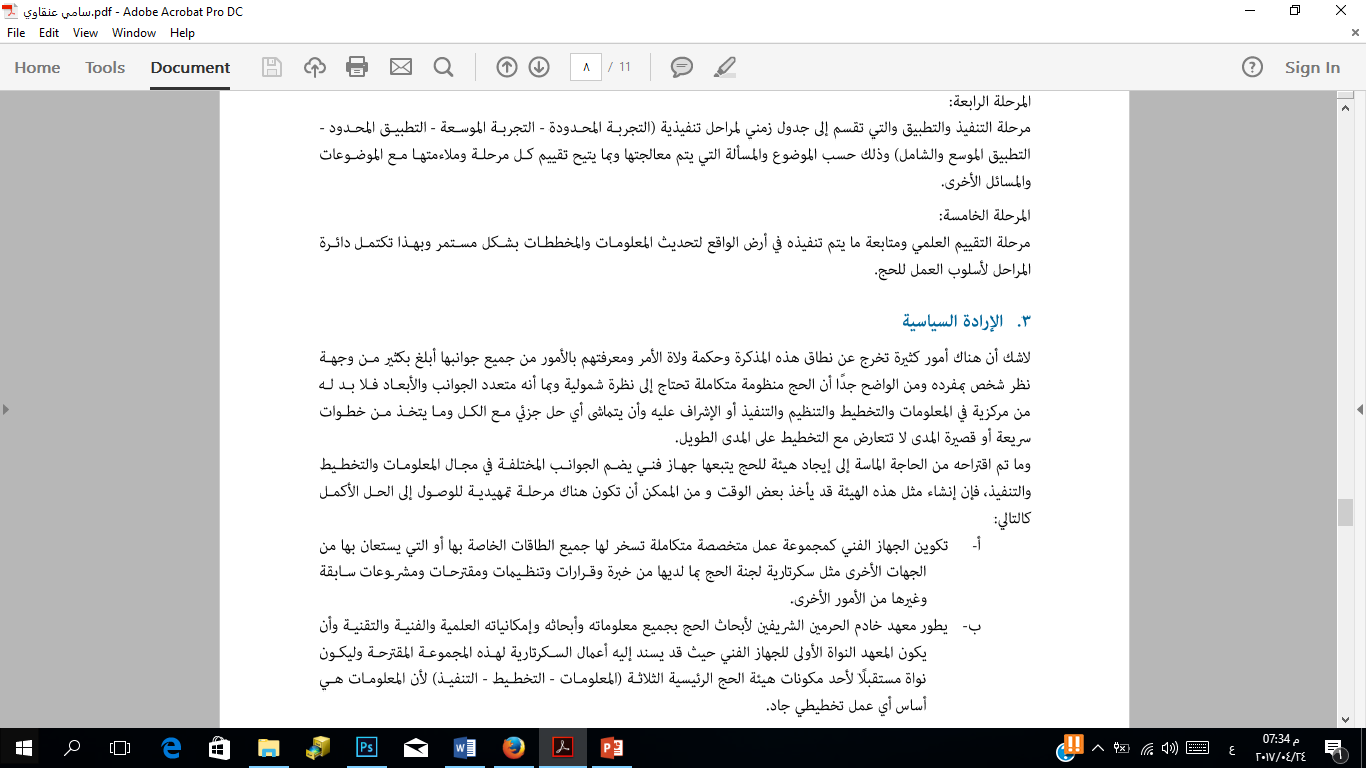 سامي عنقاوي.pdf - Adobe Acrobat Pro DC
File Edit View Window Help
Home Tools Document ٨ / 11 Sign In
المرحلة الرابعة:
مرحلة التنفيذ والتطبيق والتي تقسم إلى جدول زمني لمراحل تنفيذية (التجربة المحدودة - التجربة الموسعة - التطبيق المحدود -
التطبيق الموسع والشامل) وذلك حسب الموضوع والمسألة التي يتم معالجتها وبما يتيح تقييم كل مرحلة وملاءمتها مع الموضوعات
والمسائل الأخرى.
المرحلة الخامسة:
مرحلة التقييم العلمي ومتابعة ما يتم تنفيذه في أرض الواقع لتحديث المعلومات والمخططات بشكل مستمر وبهذا تكتمل دائرة
المراحل لأسلوب العمل للحج.
٣. الإرادة السياسية
لاشك أن هناك أمور كثيرة تخرج عن نطاق هذه المذكرة وحكمة ولاة الأمر ومعرفتهم بالأمور من جميع جوانبها أبلغ بكثير من وجهة
نظر شخص بمفرده ومن الواضح جدًا أن الحج منظومة متكاملة تحتاج إلى نظرة شمولية وبما أنه متعدد الجوانب والأبعاد فلا بد له
من مركزية في المعلومات والتخطيط والتنظيم والتنفيذ أو الإشراف عليه وأن يتماشى أي حل جزئي مع الكل وما يتخذ من خطوات
سريعة أو قصيرة المدى لا تتعارض مع التخطيط على المدى الطويل.
وما تم اقتراحه من الحاجة الماسة إلى إيجاد هيئة للحج يتبعها جهاز فني يضم الجوانب المختلفة في مجال المعلومات والتخطيط
والتنفيذ، فإن إنشاء مثل هذه الهيئة قد يأخذ بعض الوقت و من الممكن أن تكون هناك مرحلة تمهيدية للوصول إلى الحل الأكمل
كالتالي:
أ- تكوين الجهاز الفني كمجموعة عمل متخصصة متكاملة تسخر لها جميع الطاقات الخاصة بها أو التي يستعان بها من
الجهات الأخرى مثل سكرتارية لجنة الحج بما لديها من خبرة وقرارات وتنظيمات ومقترحات ومشروعات سابقة
وغيرها من الأمور الأخرى.
ب- يطور معهد خادم الحرمين الشريفين لأبحاث الحج بجميع معلوماته وأبحاثه وإمكانياته العلمية والفنية والتقنية وأن
يكون المعهد النواة الأولى للجهاز الفني حيث قد يسند إليه أعمال السكرتارية لهذه المجموعة المقترحة وليكون
نواة مستقبلًا لأحد مكونات هيئة الحج الرئيسية الثلاثة (المعلومات - التخطيط - التنفيذ) لأن المعلومات هي
أساس أي عمل تخطيطي جاد.
ع
07:34 م
٢٠١٧/٠٤/٢٤
1